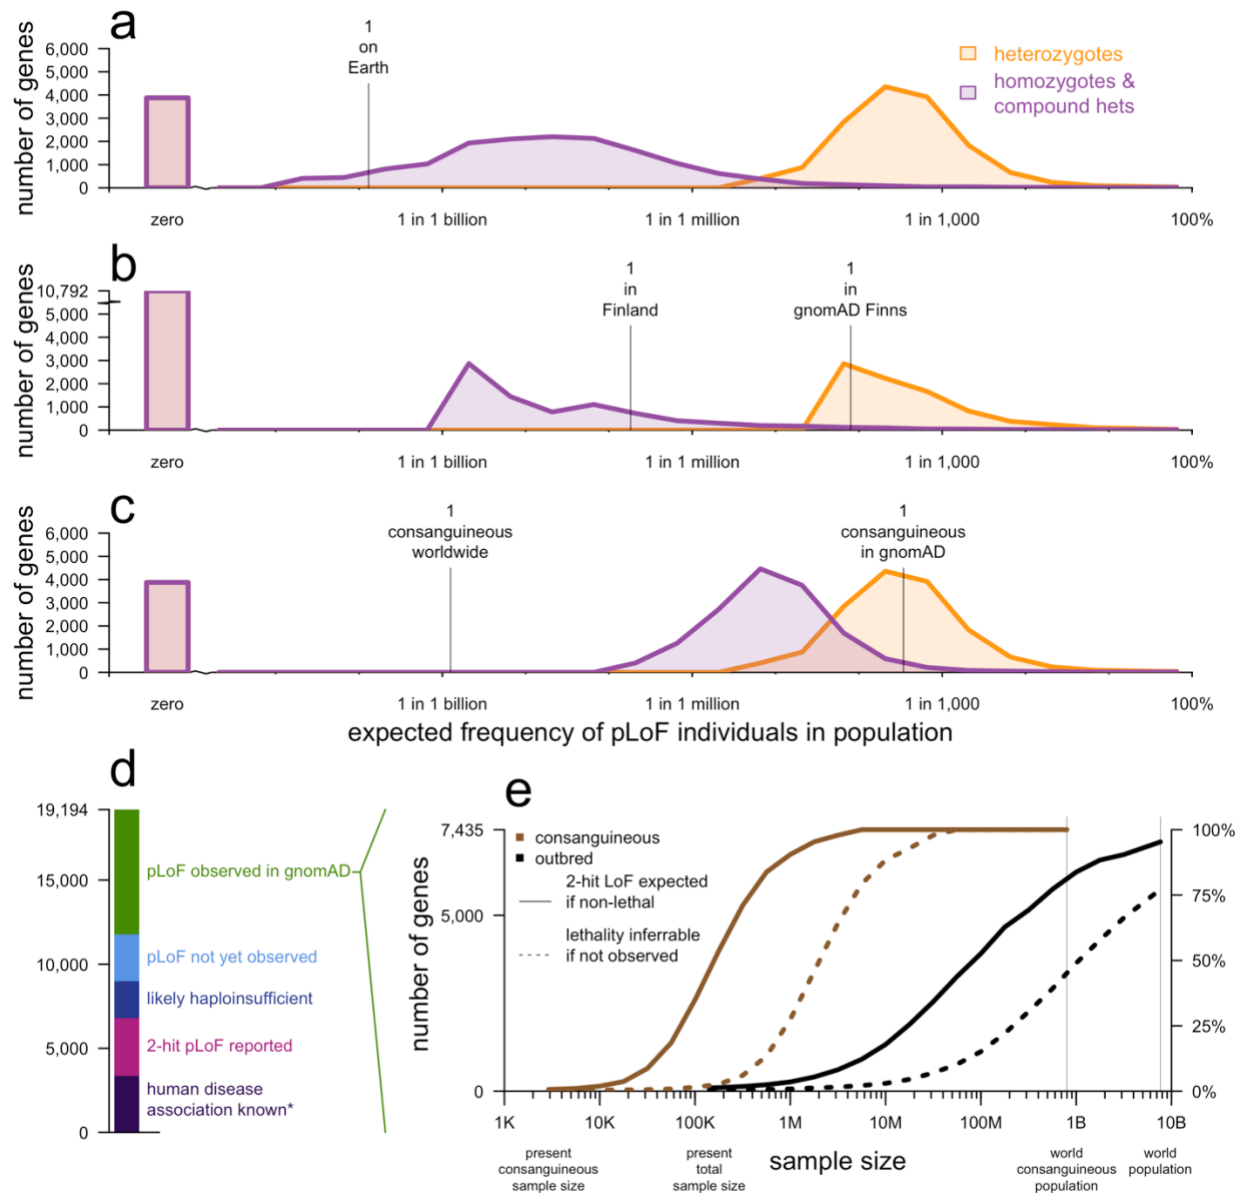 a
1
on
Earth
number of genes
6,000
5,000
4,000
3,000
2,000
1,000
0
heterozygotes
homozygotes &
compound hets
zero
1 in 1 billion
1 in 1 million
1 in 1,000
100%
b
1
in
Finland
1
in
gnomAD Finns
number of genes
10,792
5,000
4,000
3,000
2,000
1,000
0
zero
1 in 1 billion
1 in 1 million
1 in 1,000
100%
c
1
consanguineous
worldwide
1
consanguineous
in gnomAD
number of genes
6,000
5,000
4,000
3,000
2,000
1,000
0
zero
1 in 1 billion
1 in 1 million
1 in 1,000
100%
expected frequency of pLoF individuals in population
d
19,194
15,000
10,000
5,000
0
pLoF observed in gnomAD
pLoF not yet observed
likely haploinsufficient
2-hit pLoF reported
human disease
association known*
e
number of genes
7,435
5,000
0
consanguineous
outbred
2-hit LoF expected
if non-lethal
lethality inferrable
if not observed
100%
75%
50%
25%
0%
1K
10K
100K
1M
10M
100M
1B
10B
present
consanguineous
sample size
present
total
sample size
sample size
world
consanguineous
population
world
population